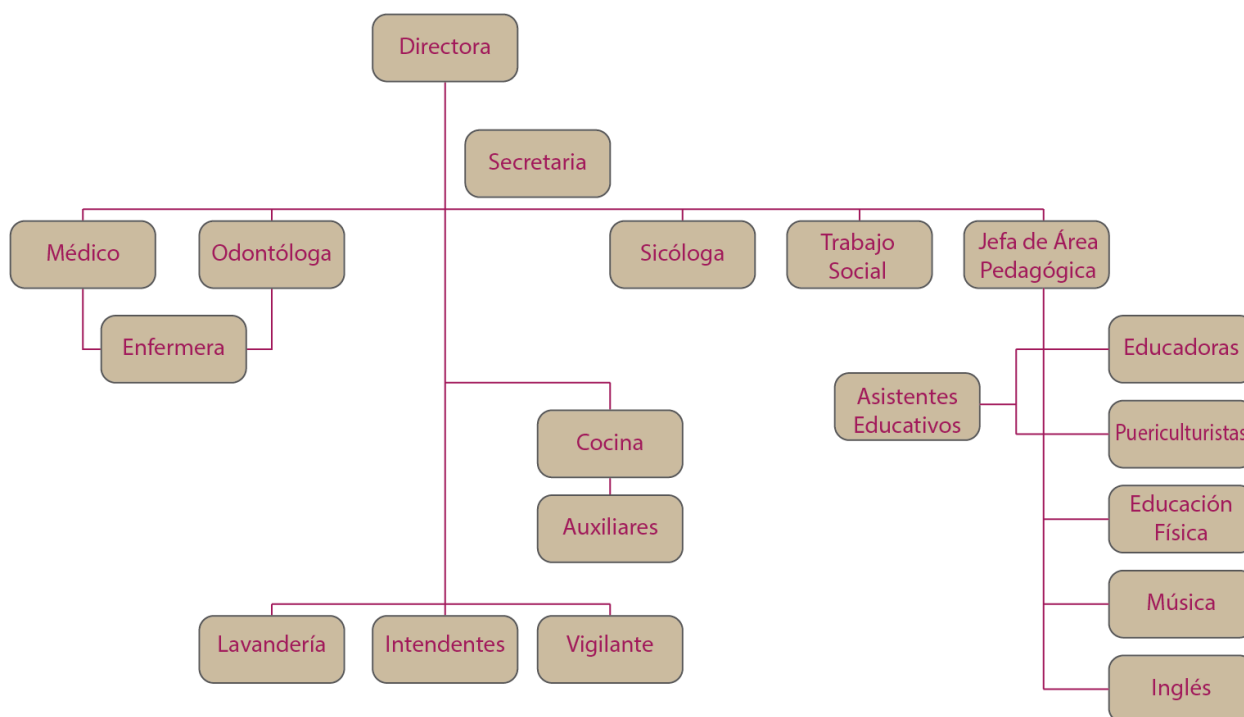 Directora
Secretaria
Médico
Odontóloga
Sicóloga
Trabajo
Social
Jefa de Área
Pedagógica
Enfermera
Educadoras
Asistentes
Educativos
Cocina
Puericulturistas
Auxiliares
Educación
Física
Música
Lavandería
Intendentes
Vigilante
Inglés